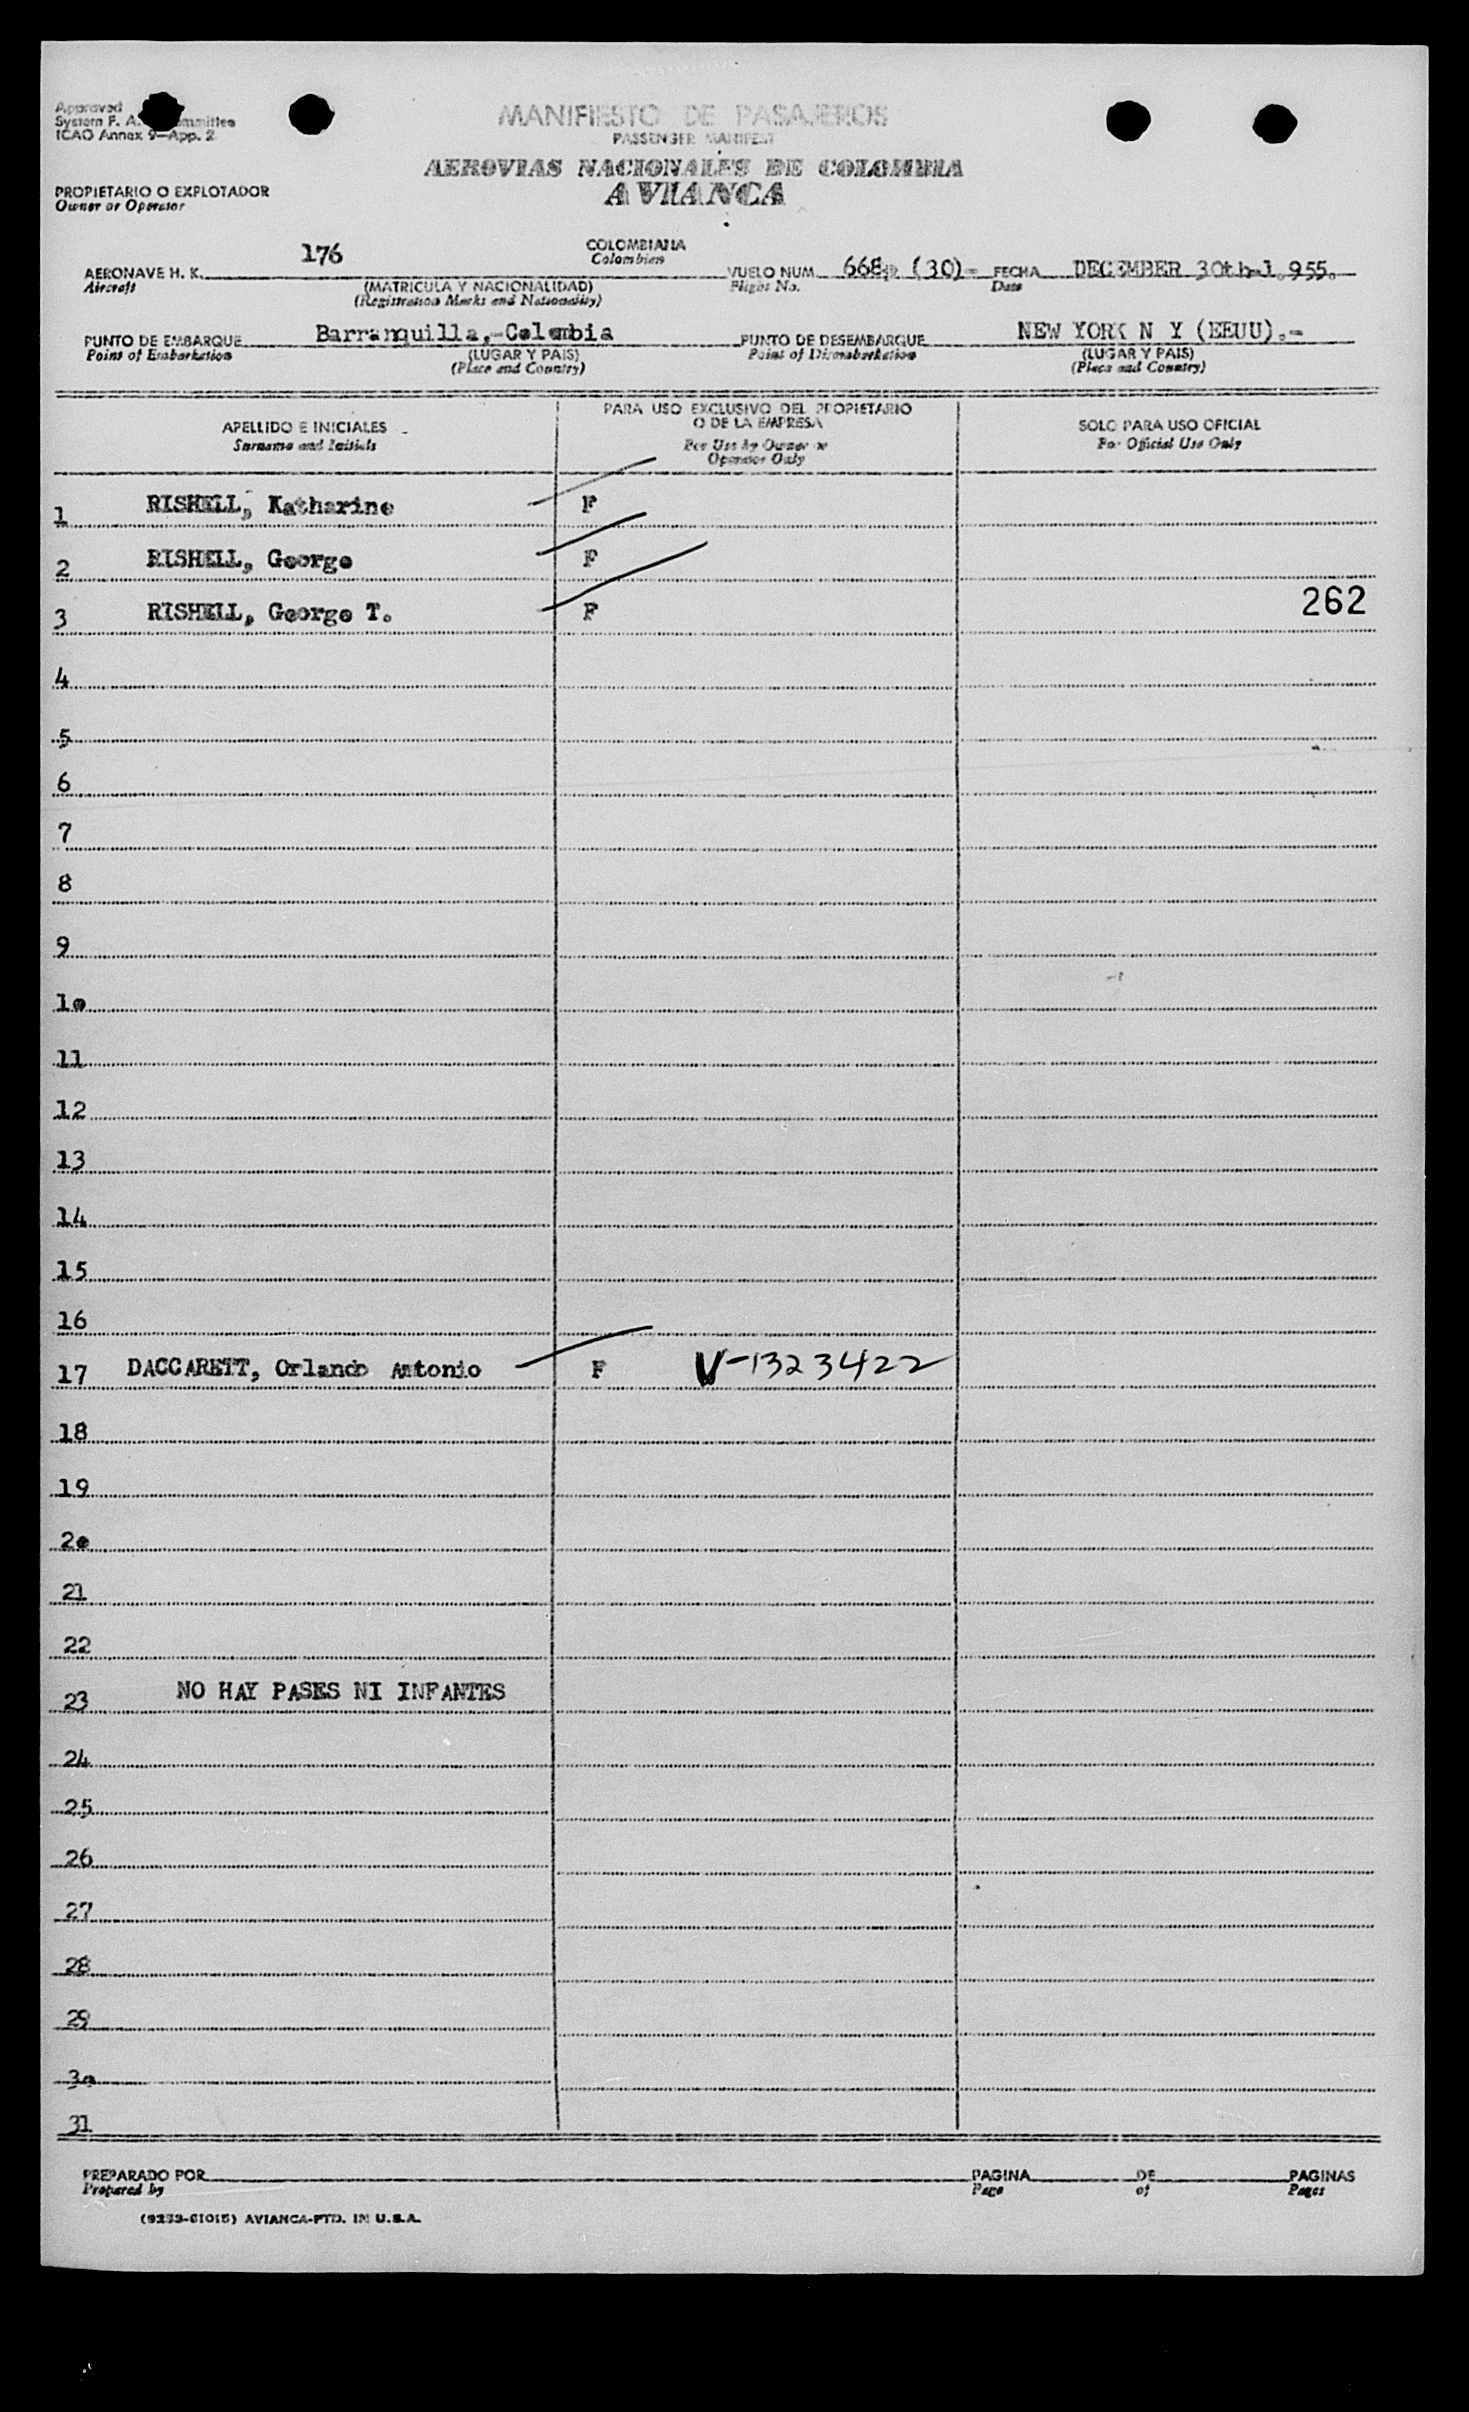 MANIFIESTO DE PASAJEROS
PASSENGER MANIFEST
Approved
System F. A. mmittee
ICAO Annex 9—App. 2
AEROVIAS NACIONALES DE COLOMBIA
AVIANCA
PROPIETARIO O EXPLOTADOR
Owner or Operator
AERONAVE H. K. 176 COLOMBIANA
Aircraft Colombian
(MATRICULA Y NACIONALIDAD)
(Registration Marks and Nationality)
VUELO NUM 668 (30)- FECHA DECEMBER 30th-1.955.
Flight No. Date
PUNTO DE EMBARQUE Barranquilla,-Colombia PUNTO DE DESEMBARQUE NEW YORK N Y (EEUU).-
Point of Embarkation (LUGAR Y PAIS) Point of Disembarkation (LUGAR Y PAIS)
(Place and Country) (Place and Country)
APELLIDO E INICIALES
Surname and Initials
PARA USO EXCLUSIVO DEL PROPIETARIO
O DE LA EMPRESA
For Use by Owner or
Operator Only
SOLO PARA USO OFICIAL
For Official Use Only
1 RISHELL, Katharine F
2 RISHELL, George F
3 RISHELL, George T. F 262
4
5
6
7
8
9
10
11
12
13
14
15
16
17 DACCARETT, Orlando Antonio F V-1323422
18
19
20
21
22
23 NO HAY PASES NI INFANTES
24
25
26
27
28
29
30
31
PREPARADO POR PAGINA DE PAGINAS
Prepared by Page of Pages
(9233-61015) AVIANCA-PTD. IN U.S.A.